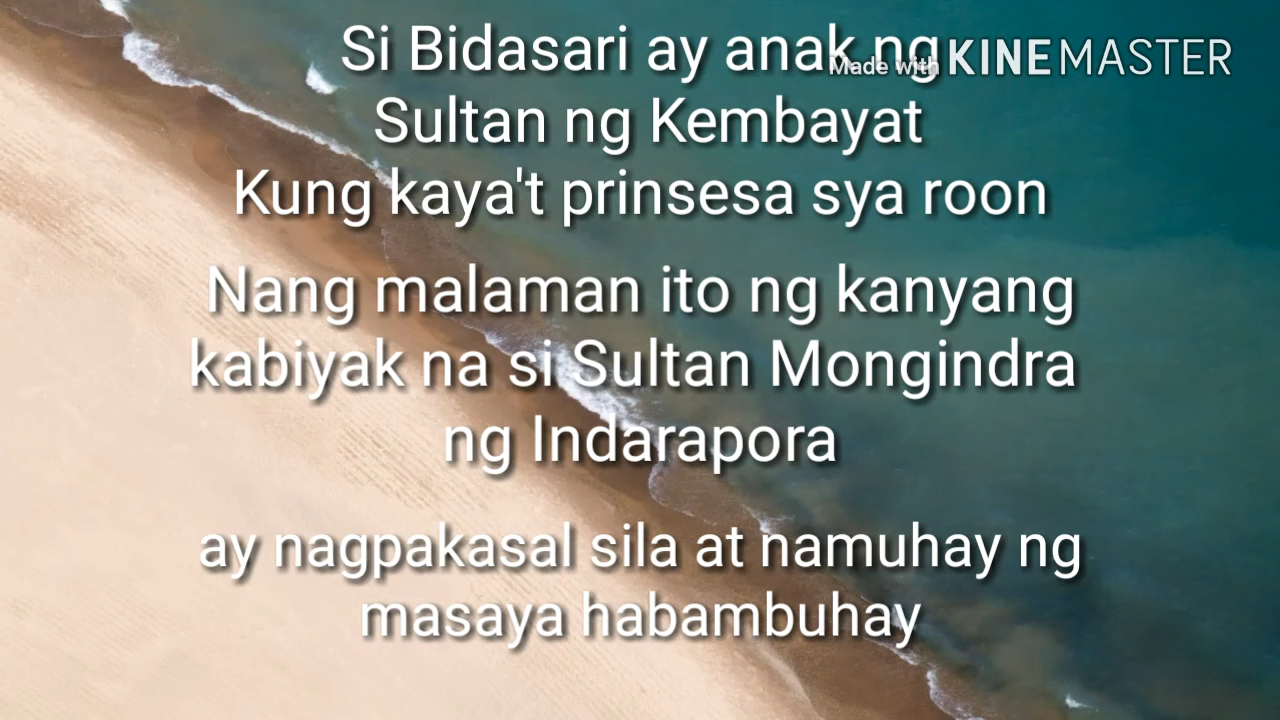 Si Bidasari ay anak ng
Made with KINEMASTER
Sultan ng Kembayat
Kung kaya't prinsesa sya roon
Nang malaman ito ng kanyang
kabiyak na si Sultan Mongindra
ng Indarapora
ay nagpakasal sila at namuhay ng
masaya habambuhay